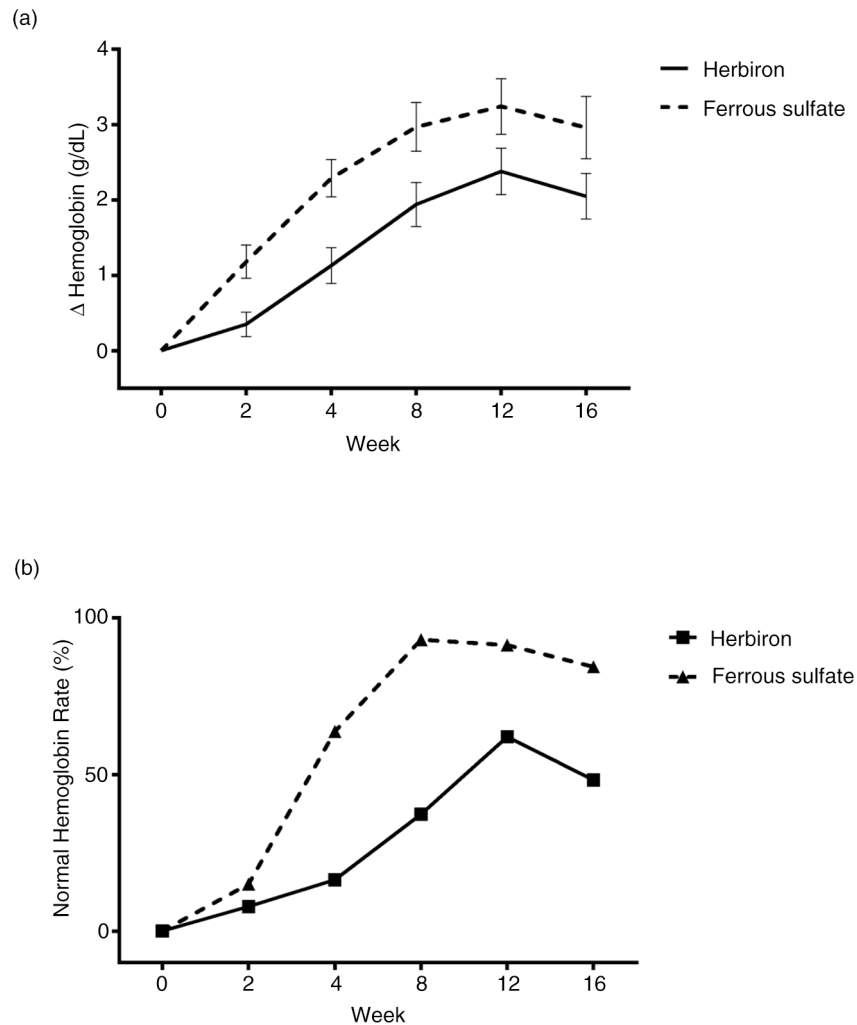 (a)
4
3
2
1
0
Δ Hemoglobin (g/dL)
0 2 4 8 12 16
Week
Herbiron
Ferrous sulfate
(b)
100
50
0
Normal Hemoglobin Rate (%)
0 2 4 8 12 16
Week
Herbiron
Ferrous sulfate